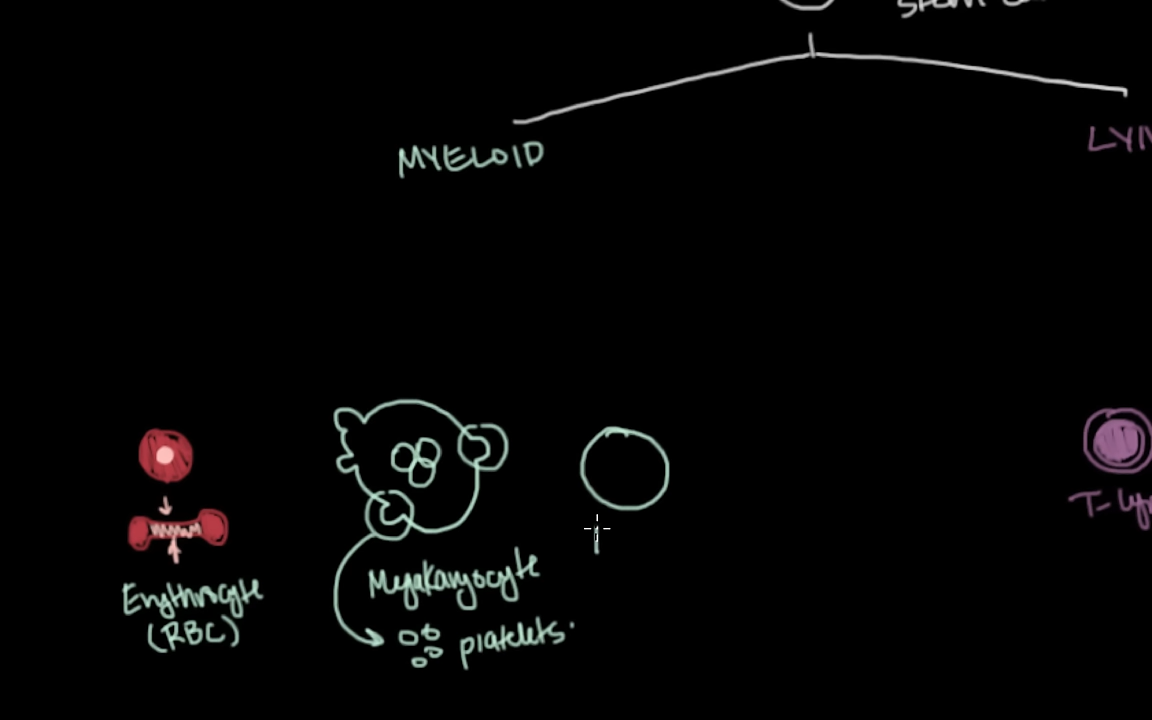 MYELOID
Erythrocyte
(RBC)
Megakaryocyte
platelets.